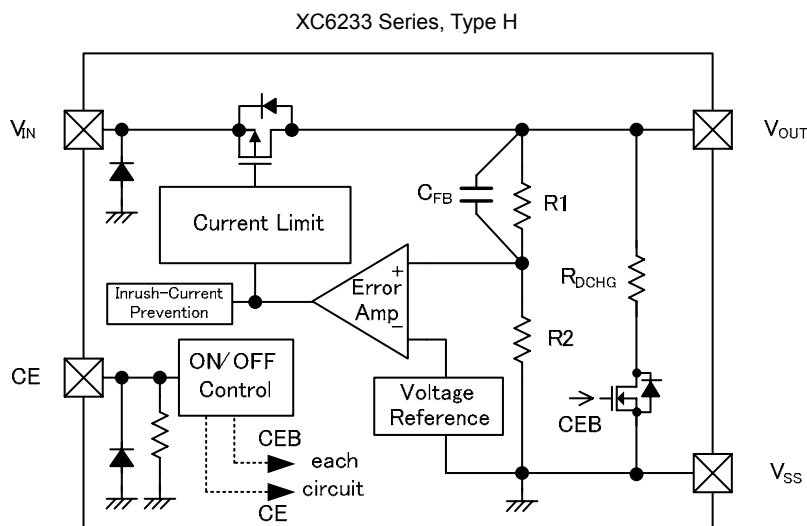 XC6233 Series, Type H
VIN
VOUT
CFB
R1
Current Limit
RDCHG
+
Error
Amp
−
Inrush-Current
Prevention
R2
CE
ON/OFF
Control
Voltage
Reference
CEB
CEB
each
circuit
CE
VSS